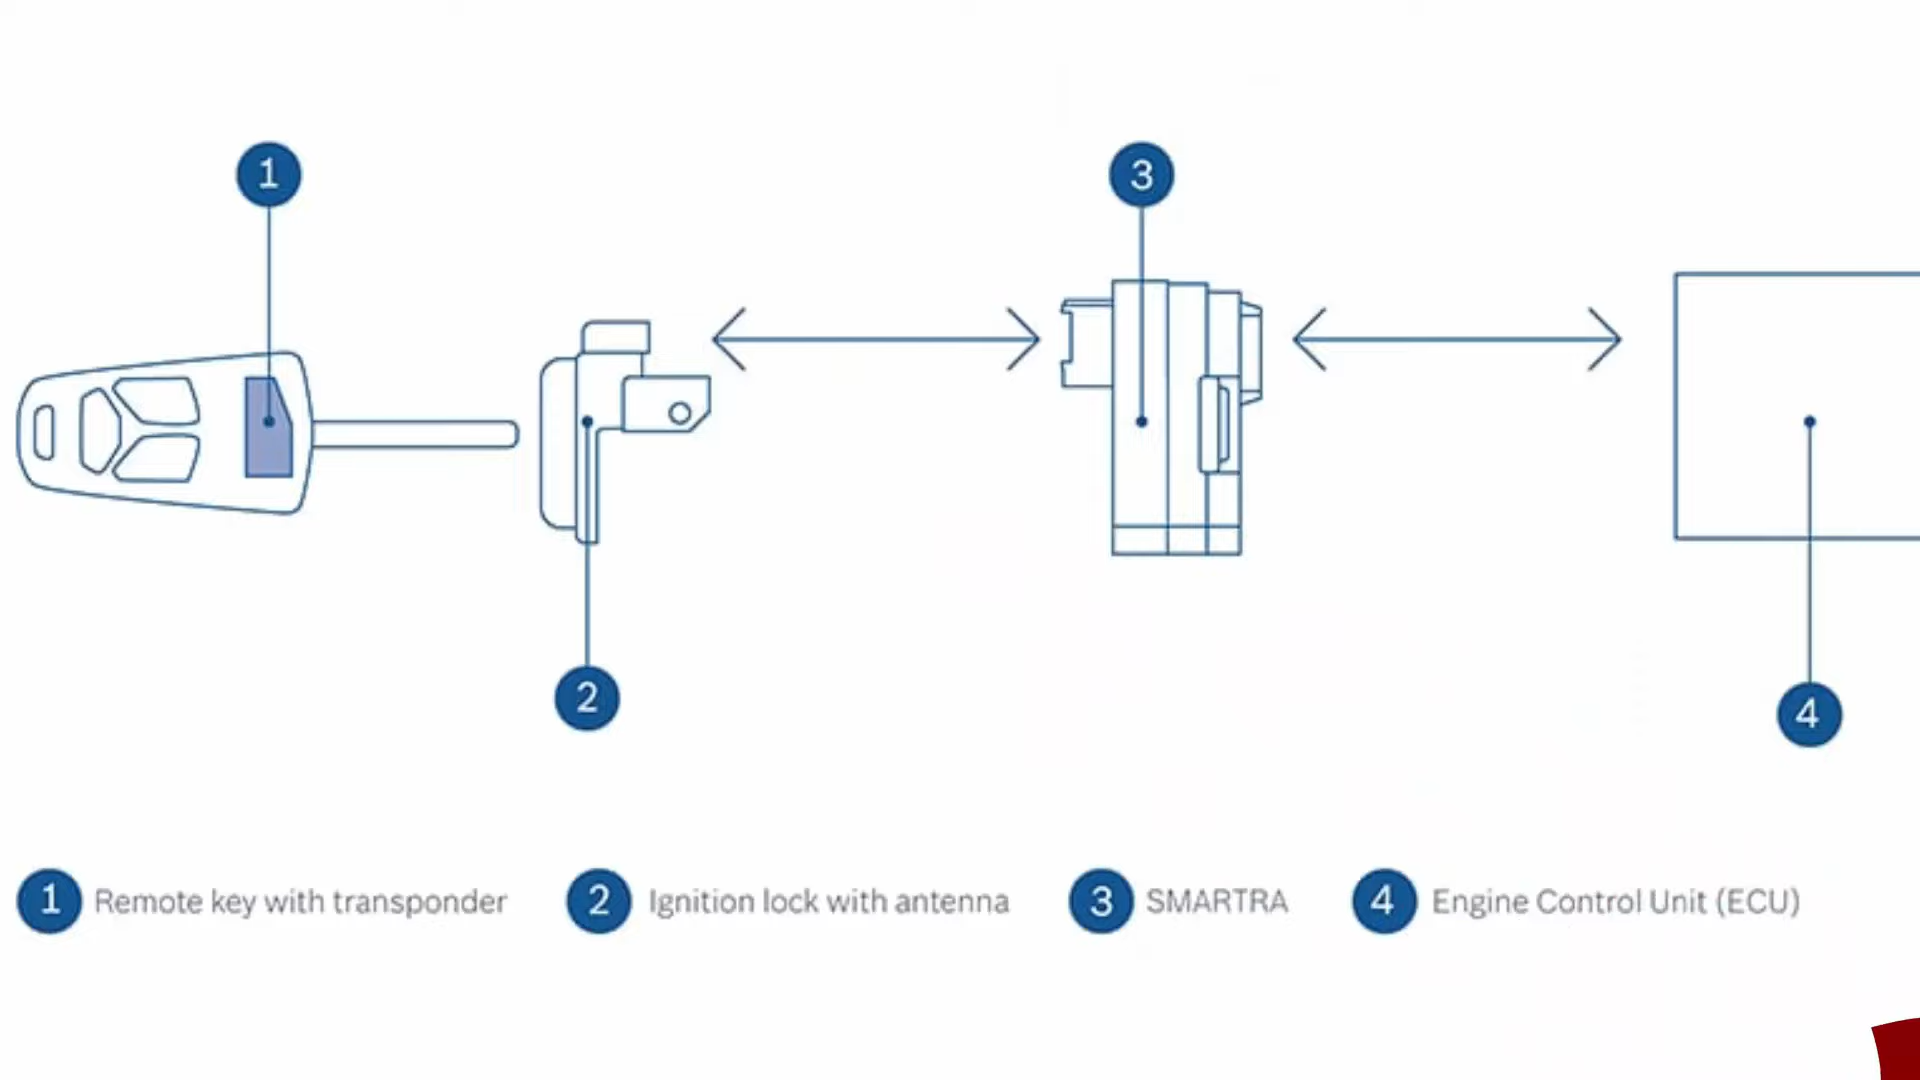 1
3
2
4
1 Remote key with transponder 2 Ignition lock with antenna 3 SMARTRA 4 Engine Control Unit (ECU)